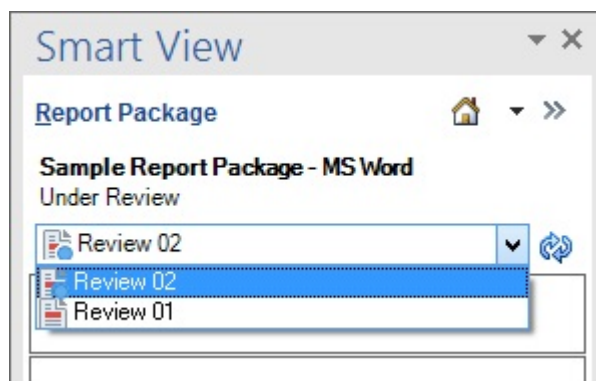 Smart View
Report Package
Sample Report Package - MS Word
Under Review
Review 02
Review 02
Review 01